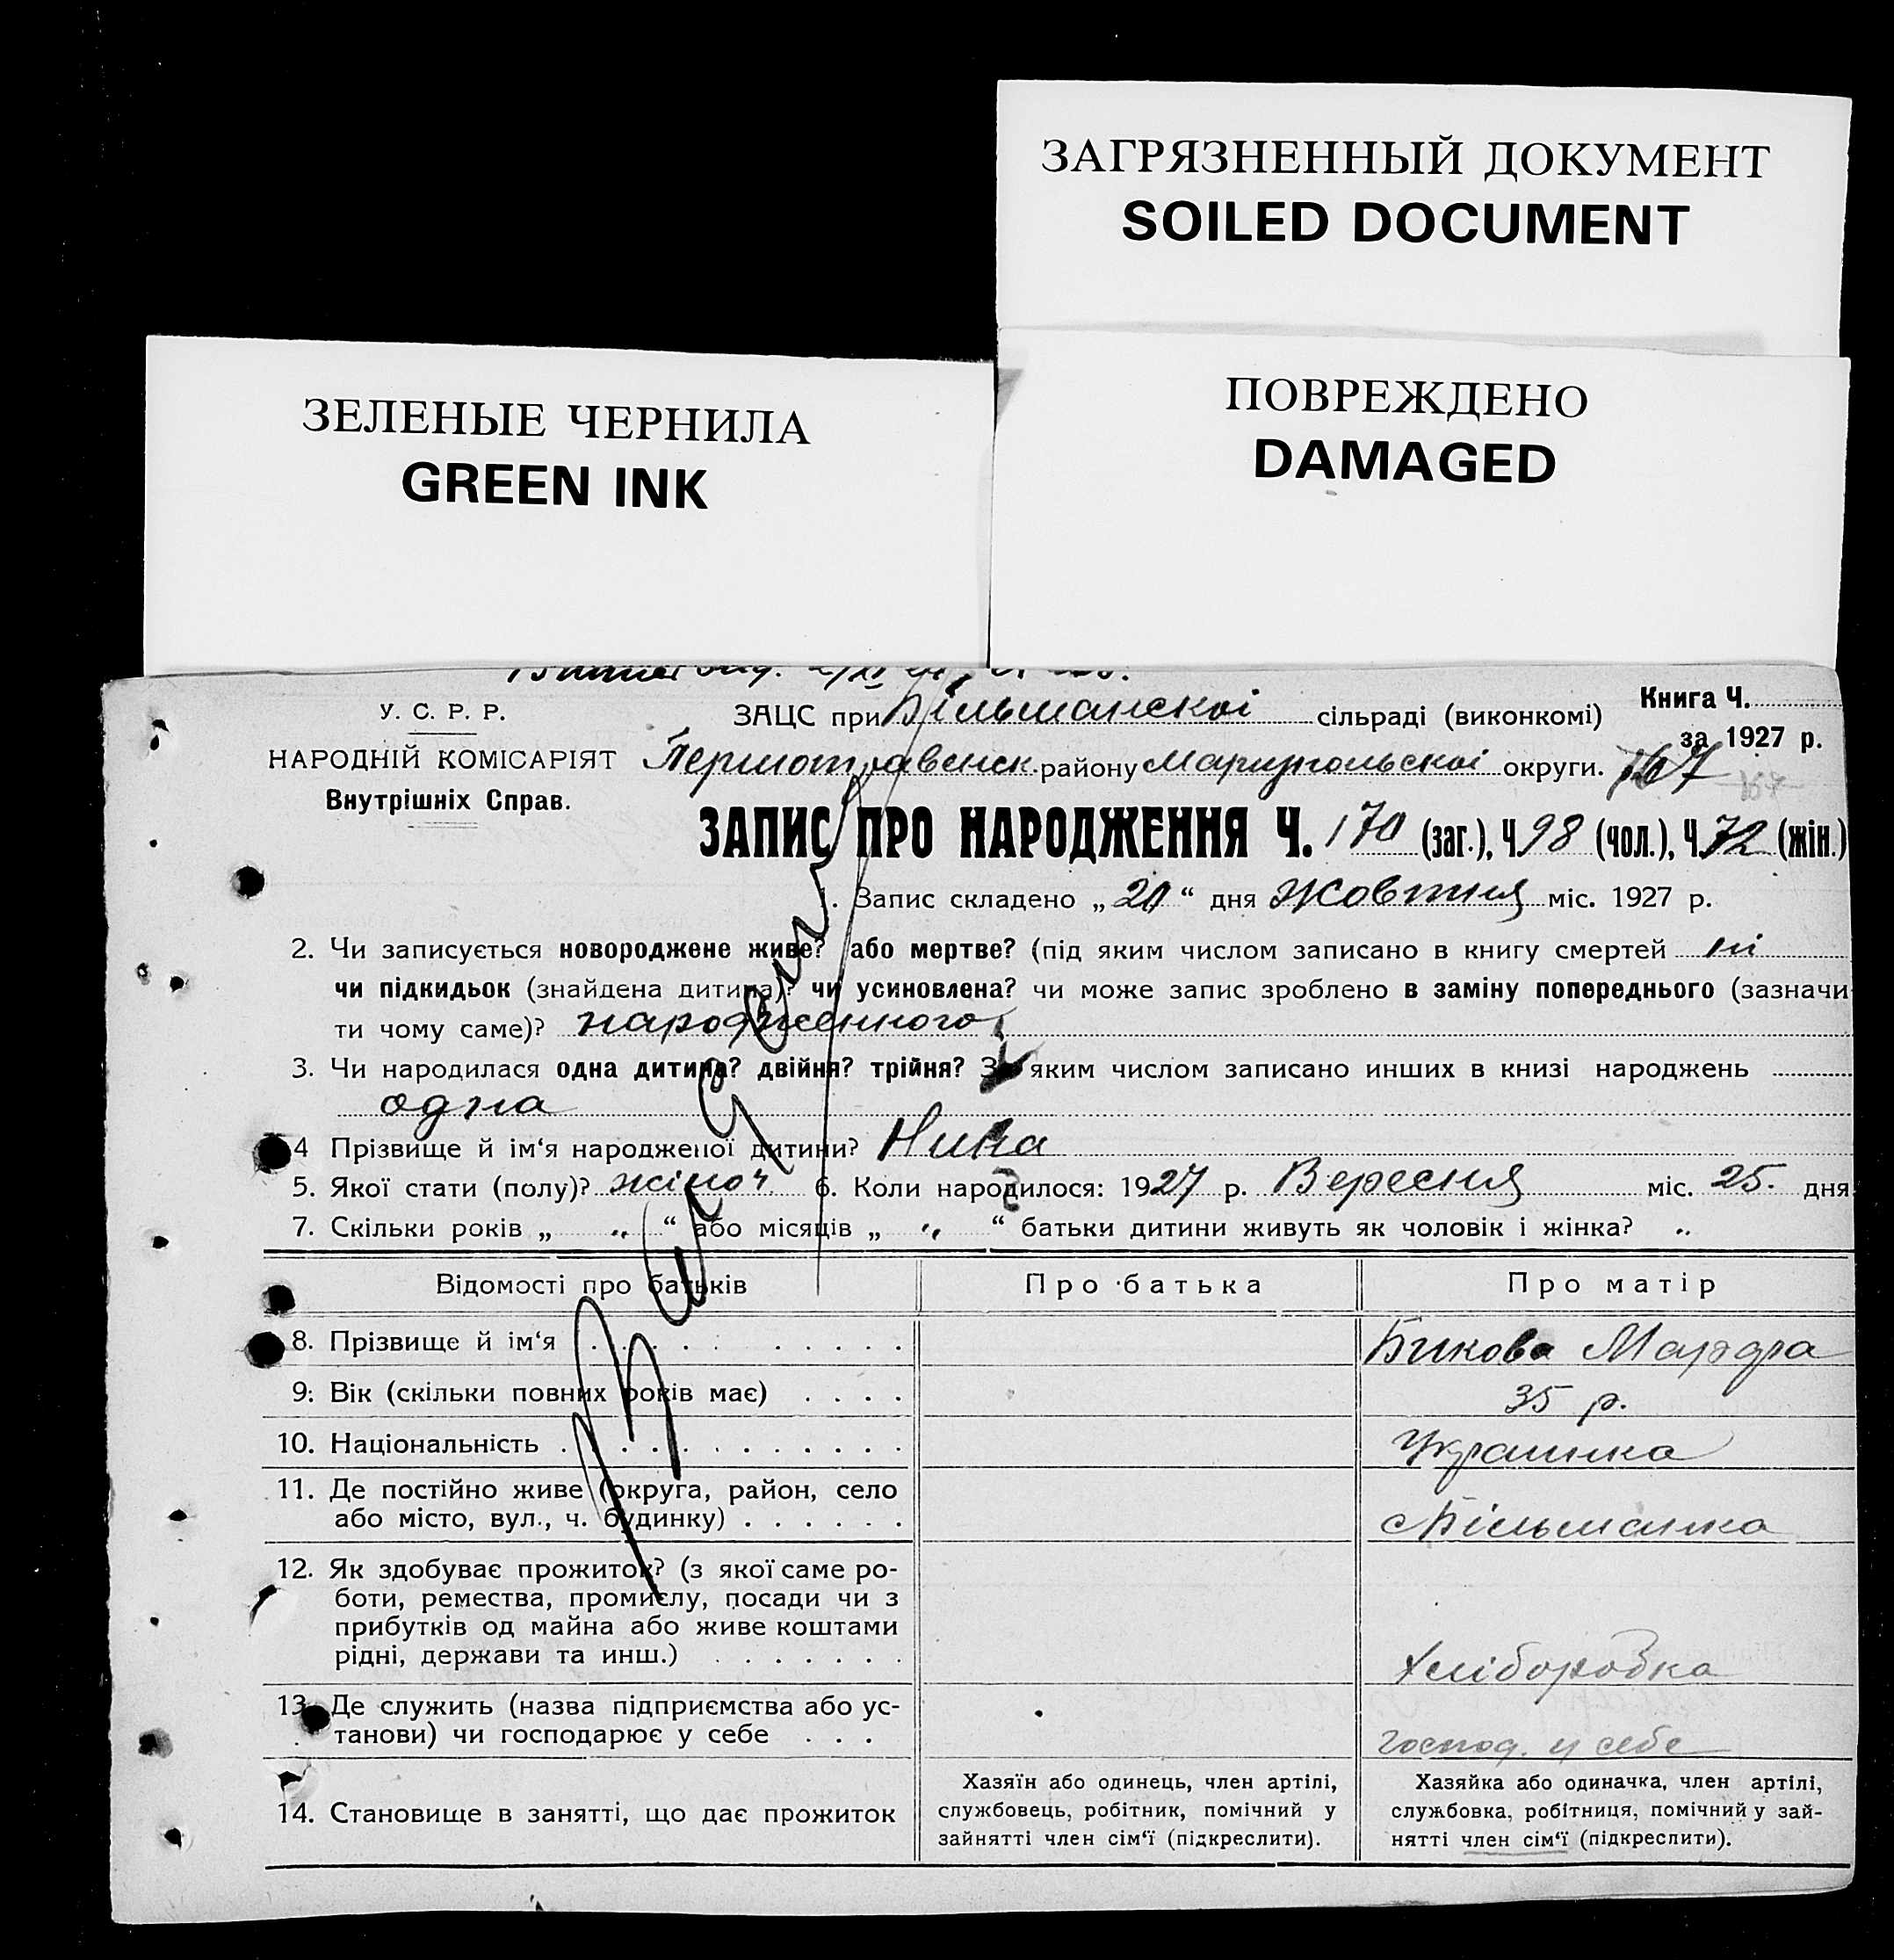 ЗАГРЯЗНЕННЫЙ ДОКУМЕНТ
SOILED DOCUMENT
ЗЕЛЕНЫЕ ЧЕРНИЛА
GREEN INK
ПОВРЕЖДЕНО
DAMAGED
У. С. Р. Р.
НАРОДНІЙ КОМІСАРІЯТ
Внутрішніх Справ.
ЗАЦС при Більманскоі сільраді (виконкомі)
Книга Ч.
за 1927 р.
Першотравенск. району Мариупольскоі округи. 767
ЗАПИС ПРО НАРОДЖЕННЯ Ч. 170 (заг.), Ч. 98 (чол.), Ч. 72 (жін.)
1. Запис складено „ 20 “ дня Жовтня міс. 1927 р.
2. Чи записується новороджене живе? або мертве? (під яким числом записано в книгу смертей ні
чи підкидьок (знайдена дитина)? чи усиновлена? чи може запис зроблено в заміну попереднього (зазначи-
ти чому саме)? народженного
3. Чи народилася одна дитина? двійня? трійня? За яким числом записано инших в книзі народжень
одна
4 Прізвище й ім‘я народженої дитини? Нина
5. Якої стати (полу)? жіноч. 6. Коли народилося: 1927 р. Вересня міс. 25. дня
7. Скільки років „ „ “ або місяців „ „ “ батьки дитини живуть як чоловік і жінка? „
Відомості про батьків
Про батька
Про матір
8. Прізвище й ім‘я
Бикова
9. Вік (скільки повних років має)
35 р.
10. Національність
Украинка
11. Де постійно живе (округа, район, село
або місто, вул., ч. будинку)
с Більманка
12. Як здобуває прожиток? (з якої саме ро-
боти, ремества, промислу, посади чи з
прибутків од майна або живе коштами
рідні, держави та инш.)
хліборобка
13. Де служить (назва підприємства або ус-
танови) чи господарює у себе
господ. у себе
14. Становище в занятті, що дає прожиток
Хазяїн або одинець, член артілі,
службовець, робітник, помічний у
зайнятті член сім‘ї (підкреслити).
Хазяйка або одиначка, член артілі,
службовка, робітниця, помічний у зай-
нятті член сім‘ї (підкреслити).